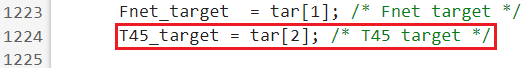 1223 Fnet_target  = tar[1]; /* Fnet target */
1224 T45_target = tar[2]; /* T45 target */
1225